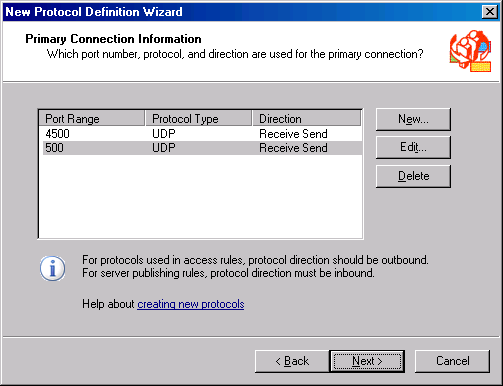 New Protocol Definition Wizard
Primary Connection Information
Which port number, protocol, and direction are used for the primary connection?
Port Range Protocol Type Direction
4500 UDP Receive Send
500 UDP Receive Send
New...
Edit...
Delete
For protocols used in access rules, protocol direction should be outbound.
For server publishing rules, protocol direction must be inbound.
Help about creating new protocols
< Back Next > Cancel